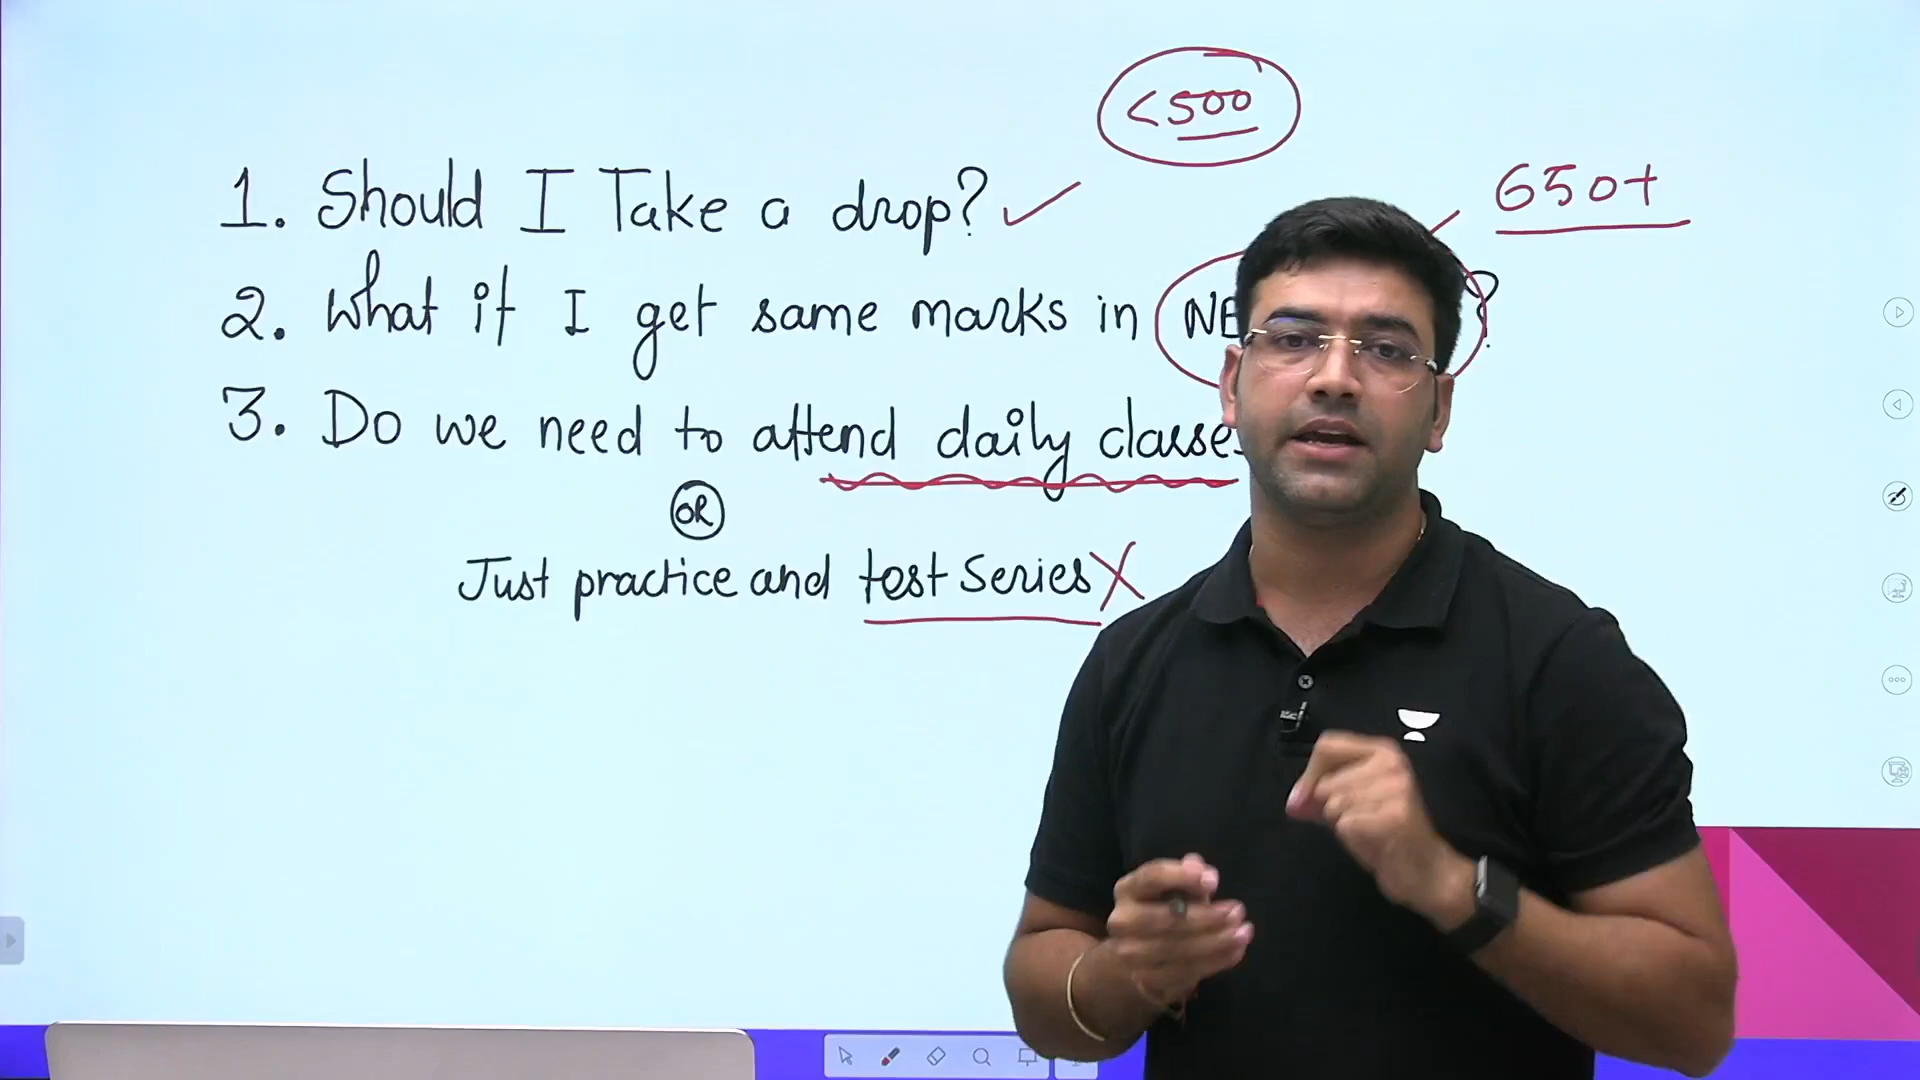 <500
650+
1. Should I Take a drop?
2. What if I get same marks in ?
3. Do we need to attend daily
OR
Just practice and test Series X